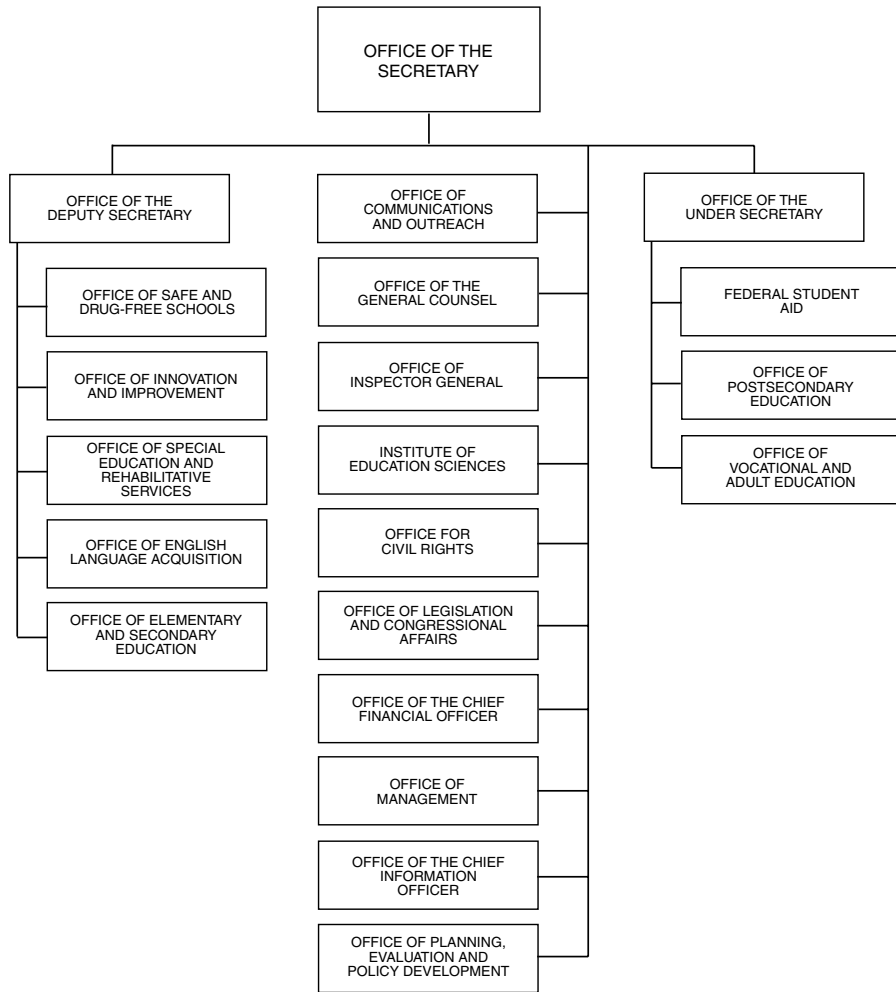 OFFICE OF THE
SECRETARY
OFFICE OF THE
DEPUTY SECRETARY
OFFICE OF SAFE AND
DRUG-FREE SCHOOLS
OFFICE OF INNOVATION
AND IMPROVEMENT
OFFICE OF SPECIAL
EDUCATION AND
REHABILITATIVE
SERVICES
OFFICE OF ENGLISH
LANGUAGE ACQUISITION
OFFICE OF ELEMENTARY
AND SECONDARY
EDUCATION
OFFICE OF
COMMUNICATIONS
AND OUTREACH
OFFICE OF THE
GENERAL COUNSEL
OFFICE OF
INSPECTOR GENERAL
INSTITUTE OF
EDUCATION SCIENCES
OFFICE FOR
CIVIL RIGHTS
OFFICE OF LEGISLATION
AND CONGRESSIONAL
AFFAIRS
OFFICE OF THE CHIEF
FINANCIAL OFFICER
OFFICE OF
MANAGEMENT
OFFICE OF THE CHIEF
INFORMATION
OFFICER
OFFICE OF PLANNING,
EVALUATION AND
POLICY DEVELOPMENT
OFFICE OF THE
UNDER SECRETARY
FEDERAL STUDENT
AID
OFFICE OF
POSTSECONDARY
EDUCATION
OFFICE OF
VOCATIONAL AND
ADULT EDUCATION